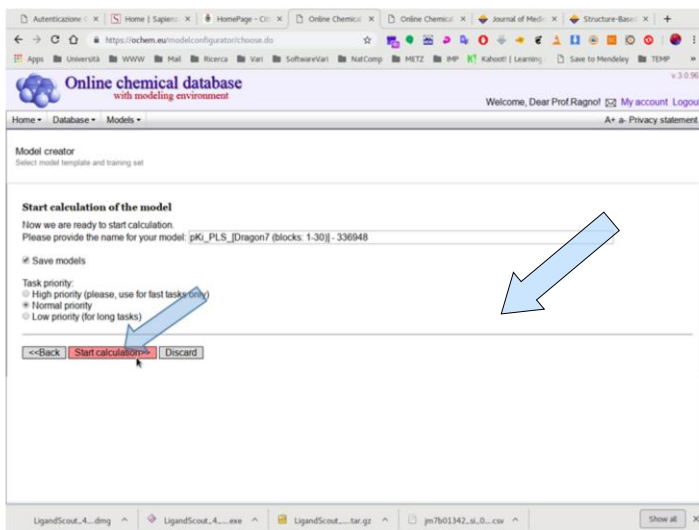 Autenticazione C
Home | Sapienz
HomePage - Cit
Online Chemical
Online Chemical
Journal of Medi
Structure-Based
https://ochem.eu/modelconfigurator/choose.do
Apps Università WWW Mail Ricerca Vari SoftwareVari NatComp METZ IMP Kahoot! | Learning Save to Mendeley TEMP »
v.3.0.96
Online chemical database
with modeling environment
Welcome, Dear Prof.Ragno! My account Logou
Home Database Models
A+ a- Privacy statement
Model creator
Select model template and training set
Start calculation of the model
Now we are ready to start calculation.
Please provide the name for your model: pKi_PLS_[Dragon7 (blocks: 1-30)] - 336948
Save models
Task priority:
High priority (please, use for fast tasks only)
Normal priority
Low priority (for long tasks)
<<Back Start calculation>> Discard
LigandScout_4....dmg LigandScout_4.....exe LigandScout_....tar.gz jm7b01342_si_0....csv Show all X